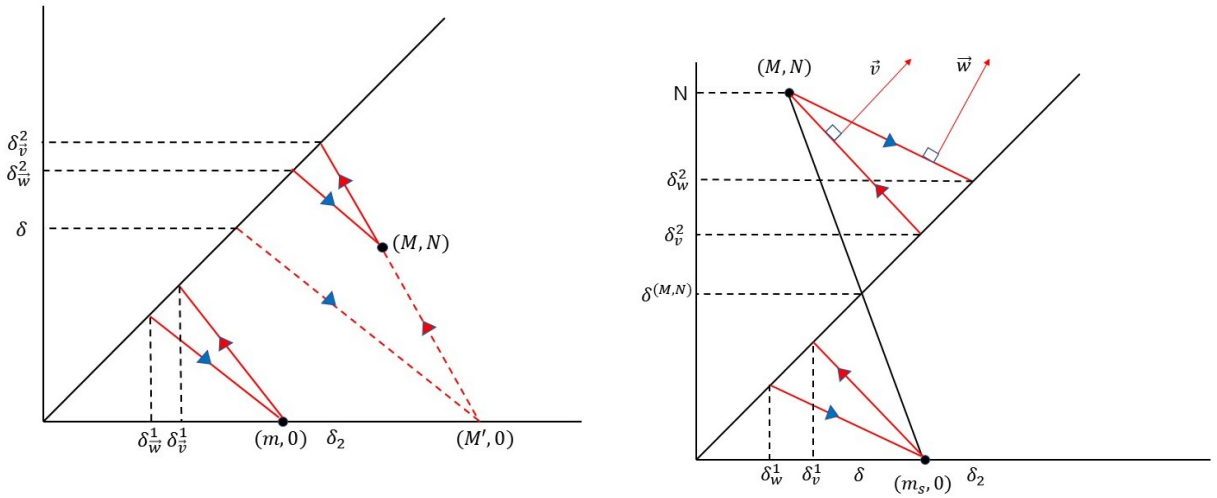 δ_v⃗^2
δ_w⃗^2
δ
(M, N)
δ_w⃗^1 δ_v⃗^1 (m, 0) δ_2 (M′, 0)
(M, N) v⃗ w⃗
N
δ_w^2
δ_v^2
δ^(M,N)
δ_w^1 δ_v^1 δ (m_s, 0) δ_2